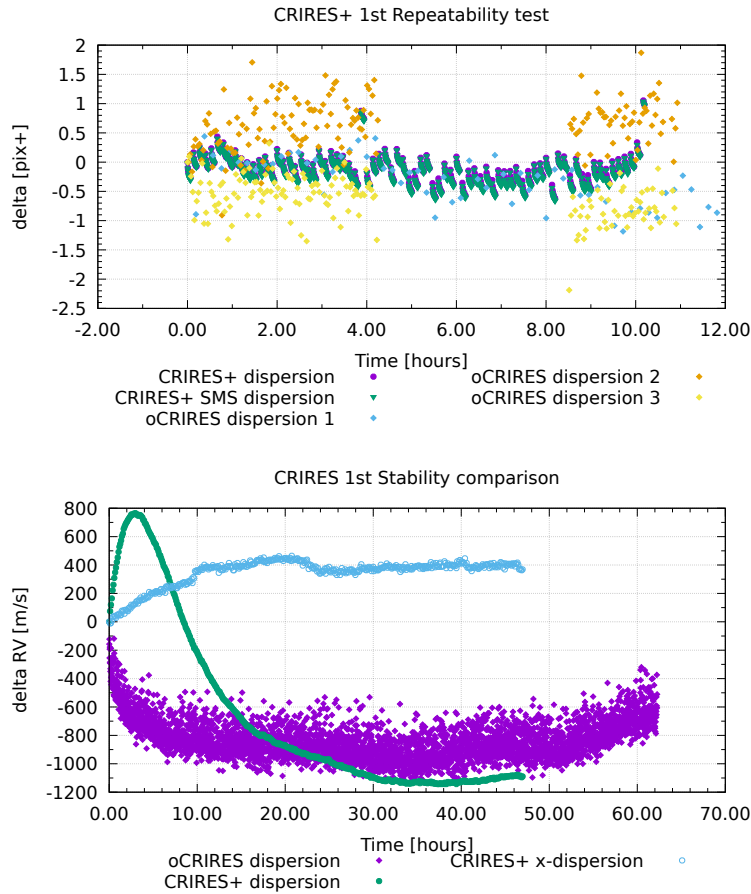 CRIRES+ 1st Repeatability test
2
1.5
1
0.5
0
-0.5
-1
-1.5
-2
-2.5
delta [pix+]
-2.00 0.00 2.00 4.00 6.00 8.00 10.00 12.00
Time [hours]
CRIRES+ dispersion oCRIRES dispersion 2
CRIRES+ SMS dispersion oCRIRES dispersion 3
oCRIRES dispersion 1
CRIRES 1st Stability comparison
800
600
400
200
0
-200
-400
-600
-800
-1000
-1200
delta RV [m/s]
0.00 10.00 20.00 30.00 40.00 50.00 60.00 70.00
Time [hours]
oCRIRES dispersion CRIRES+ x-dispersion
CRIRES+ dispersion